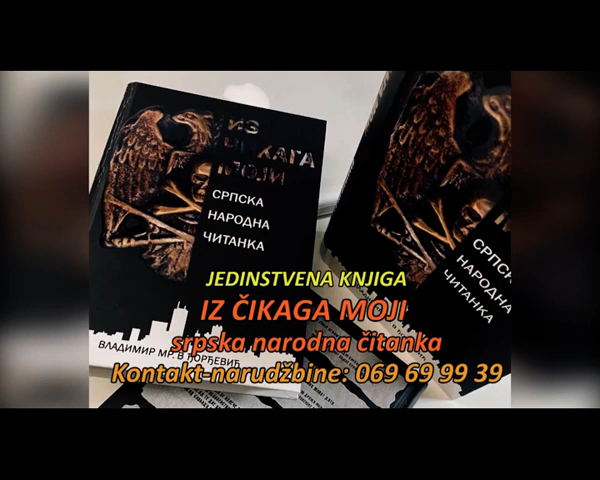 ИЗ
ЧИКАГА
МОЈИ
СРПСКА
НАРОДНА
ЧИТАНКА
ВЛАДИМИР МР. В ЂОРЂЕВИЋ
СРПСКА
НАРОДНА
ЧИТАНКА
JEDINSTVENA KNJIGA
IZ ČIKAGA MOJI
srpska narodna čitanka
Kontakt-narudžbine: 069 69 99 39